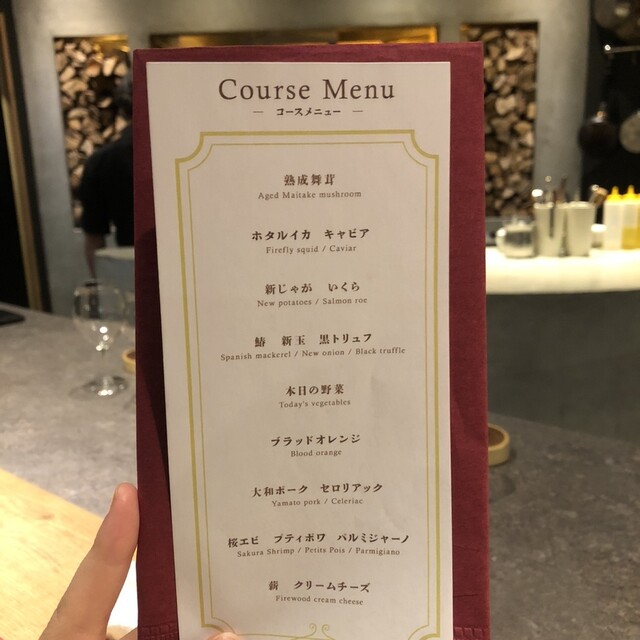 Course Menu
— コースメニュー —
熟成舞茸
Aged Maitake mushroom
ホタルイカ キャビア
Firefly squid / Caviar
新じゃが いくら
New potatoes / Salmon roe
鰆 新玉 黒トリュフ
Spanish mackerel / New onion / Black truffle
本日の野菜
Today's vegetables
ブラッドオレンジ
Blood orange
大和ポーク セロリアック
Yamato pork / Celeriac
桜エビ プティポワ パルミジャーノ
Sakura Shrimp / Petits Pois / Parmigiano
クリームチーズ
Firewood cream cheese